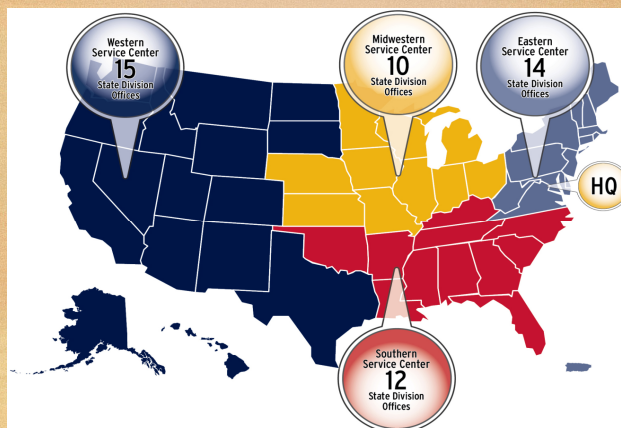 Western
Service Center
15
State Division
Offices
Midwestern
Service Center
10
State Division
Offices
Eastern
Service Center
14
State Division
Offices
HQ
Southern
Service Center
12
State Division
Offices